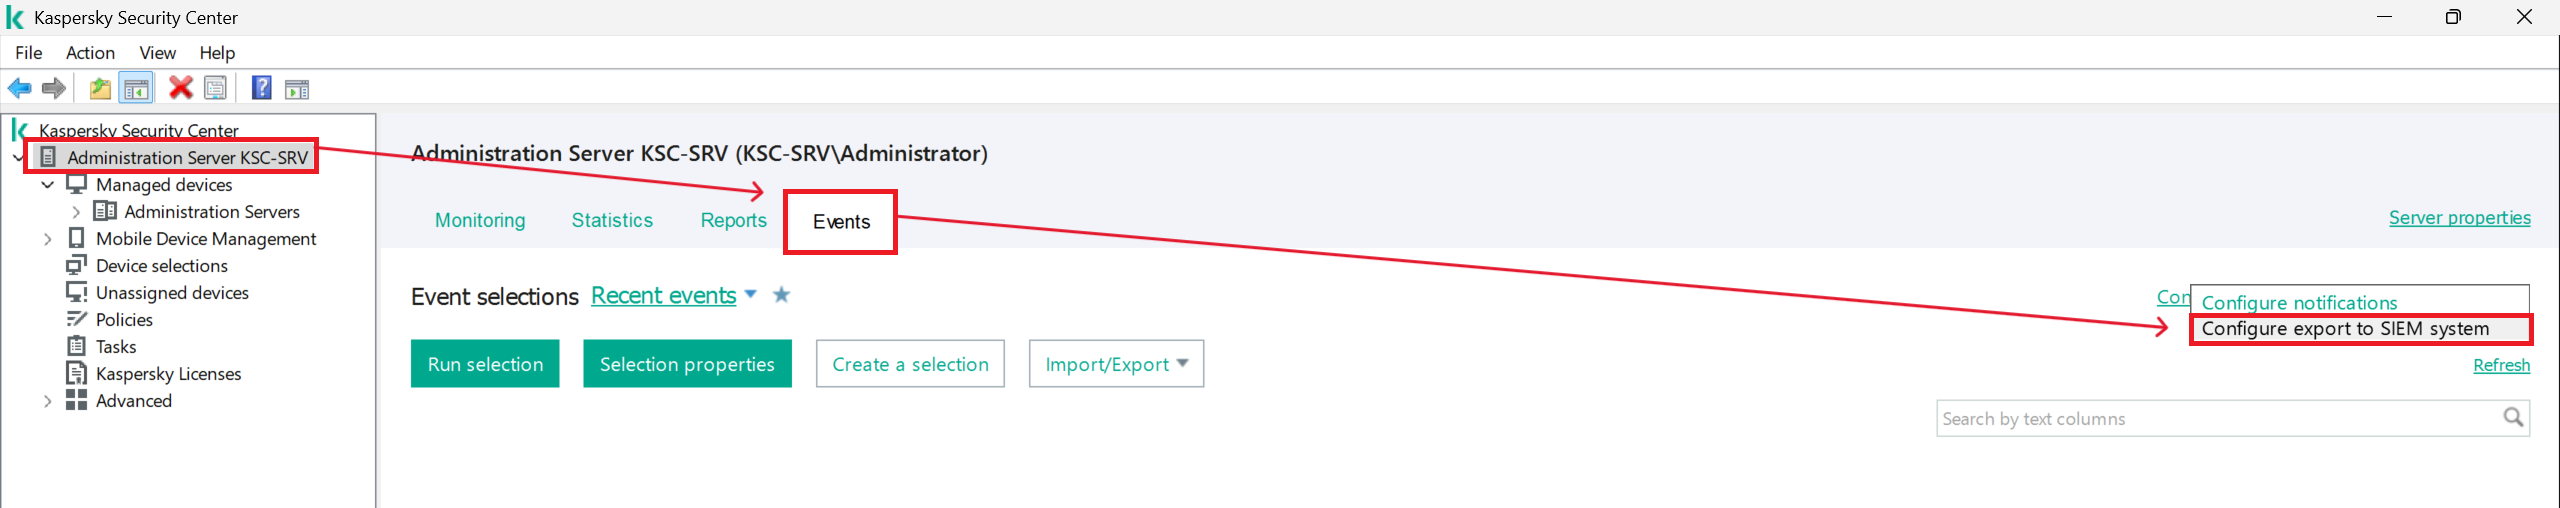 Kaspersky Security Center
File Action View Help
Kaspersky Security Center
Administration Server KSC-SRV
Managed devices
Administration Servers
Mobile Device Management
Device selections
Unassigned devices
Policies
Tasks
Kaspersky Licenses
Advanced
Administration Server KSC-SRV (KSC-SRV\Administrator)
Monitoring Statistics Reports Events
Server properties
Event selections Recent events
Con
Configure notifications
Configure export to SIEM system
Run selection Selection properties Create a selection Import/Export
Refresh
Search by text columns